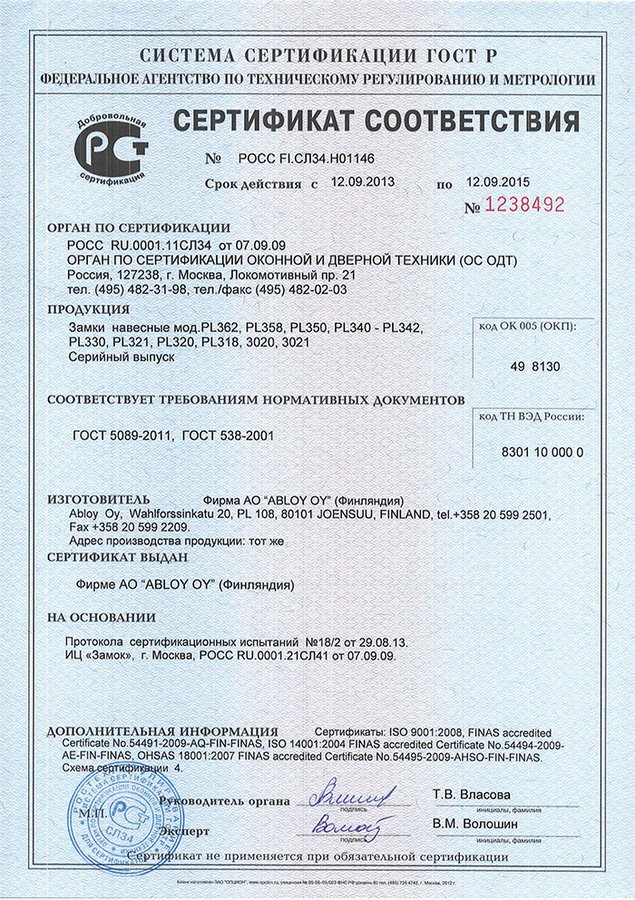 СИСТЕМА СЕРТИФИКАЦИИ ГОСТ Р
ФЕДЕРАЛЬНОЕ АГЕНТСТВО ПО ТЕХНИЧЕСКОМУ РЕГУЛИРОВАНИЮ И МЕТРОЛОГИИ
Добровольная
сертификация
СЕРТИФИКАТ СООТВЕТСТВИЯ
№ РОСС FI.СЛ34.Н01146
Срок действия с 12.09.2013 по 12.09.2015
№ 1238492
ОРГАН ПО СЕРТИФИКАЦИИ
РОСС RU.0001.11СЛ34 от 07.09.09
ОРГАН ПО СЕРТИФИКАЦИИ ОКОННОЙ И ДВЕРНОЙ ТЕХНИКИ (ОС ОДТ)
Россия, 127238, г. Москва, Локомотивный пр. 21
тел. (495) 482-31-98, тел./факс (495) 482-02-03
ПРОДУКЦИЯ
Замки навесные мод.PL362, PL358, PL350, PL340 - PL342,
PL330, PL321, PL320, PL318, 3020, 3021
Серийный выпуск
код ОК 005 (ОКП):
49 8130
СООТВЕТСТВУЕТ ТРЕБОВАНИЯМ НОРМАТИВНЫХ ДОКУМЕНТОВ
ГОСТ 5089-2011, ГОСТ 538-2001
код ТН ВЭД России:
8301 10 000 0
ИЗГОТОВИТЕЛЬ Фирма АО “ABLOY OY” (Финляндия)
Abloy Oy, Wahlforssinkatu 20, PL 108, 80101 JOENSUU, FINLAND, tel.+358 20 599 2501,
Fax +358 20 599 2209.
Адрес производства продукции: тот же
СЕРТИФИКАТ ВЫДАН
Фирме АО “ABLOY OY” (Финляндия)
НА ОСНОВАНИИ
Протокола сертификационных испытаний №18/2 от 29.08.13.
ИЦ «Замок», г. Москва, РОСС RU.0001.21СЛ41 от 07.09.09.
ДОПОЛНИТЕЛЬНАЯ ИНФОРМАЦИЯ Сертификаты: ISO 9001:2008, FINAS accredited
Certificate No.54491-2009-AQ-FIN-FINAS, ISO 14001:2004 FINAS accredited Certificate No.54494-2009-
AE-FIN-FINAS, OHSAS 18001:2007 FINAS accredited Certificate No.54495-2009-AHSO-FIN-FINAS.
Схема сертификации 4.
Руководитель органа
подпись
Т.В. Власова
инициалы, фамилия
М.П.
СЛ34
Эксперт
подпись
В.М. Волошин
инициалы, фамилия
Сертификат не применяется при обязательной сертификации